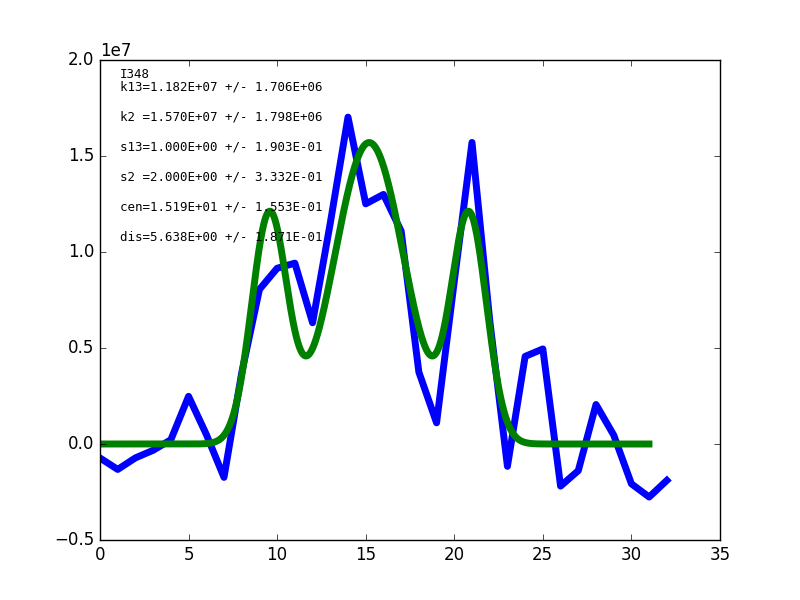 1e7
2.0
I348
k13=1.182E+07 +/- 1.706E+06
k2 =1.570E+07 +/- 1.798E+06
1.5
s13=1.000E+00 +/- 1.903E-01
s2 =2.000E+00 +/- 3.332E-01
cen=1.519E+01 +/- 1.553E-01
dis=5.638E+00 +/- 1.871E-01
1.0
0.5
0.0
−0.5
0 5 10 15 20 25 30 35